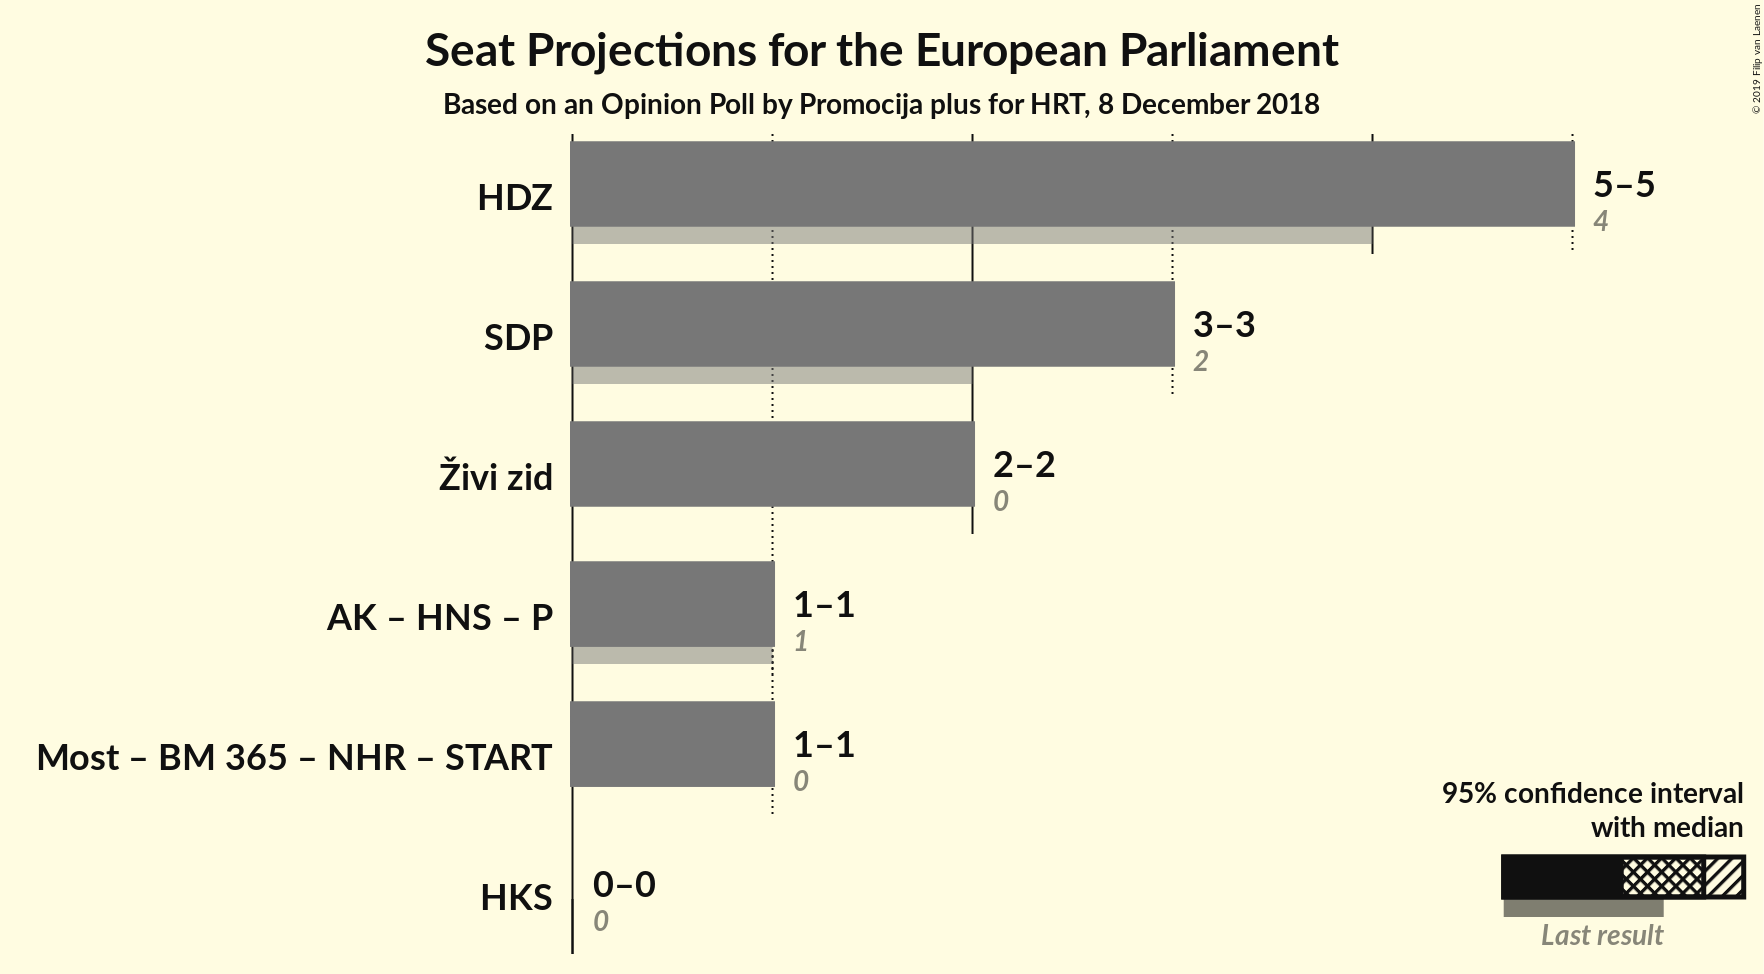 Seat Projections for the European Parliament
Based on an Opinion Poll by Promocija plus for HRT, 8 December 2018
© 2019 Filip van Laenen
HDZ
5–5
4
SDP
3–3
2
Živi zid
2–2
0
AK – HNS – P
1–1
1
Most – BM 365 – NHR – START
1–1
0
HKS
0–0
0
95% confidence interval
with median
Last result